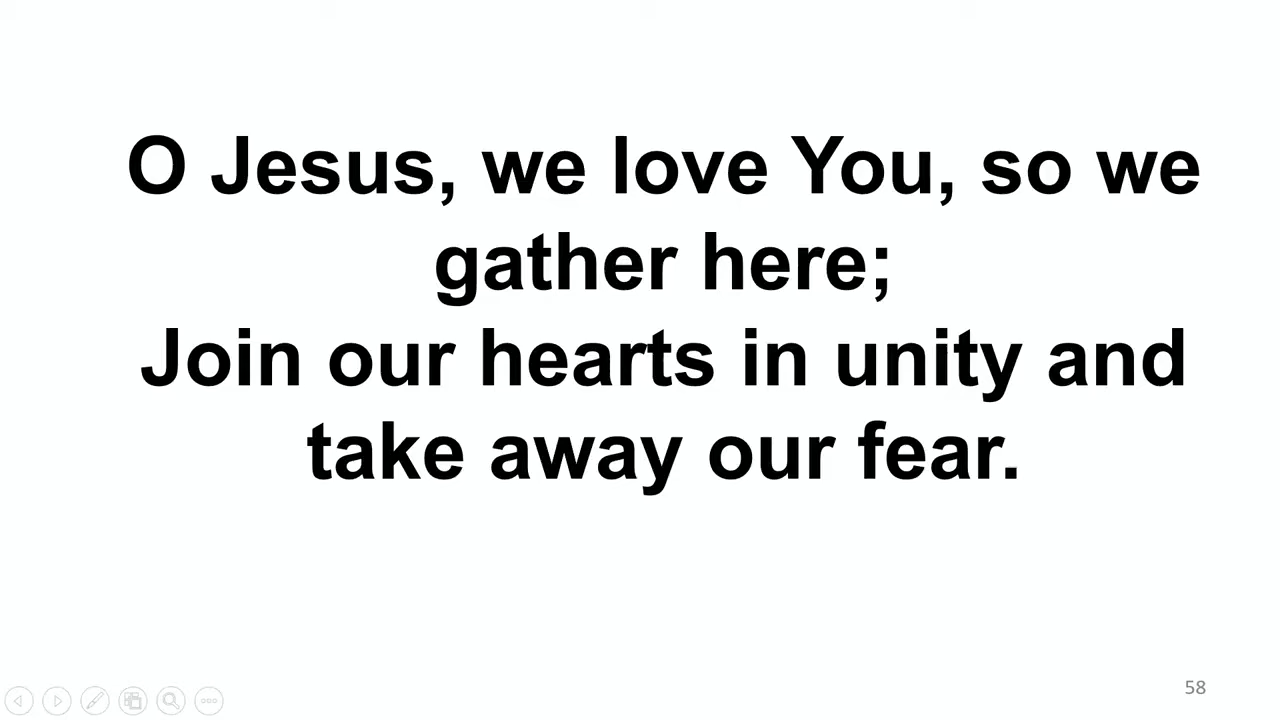 O Jesus, we love You, so we
gather here;
Join our hearts in unity and
take away our fear.
58